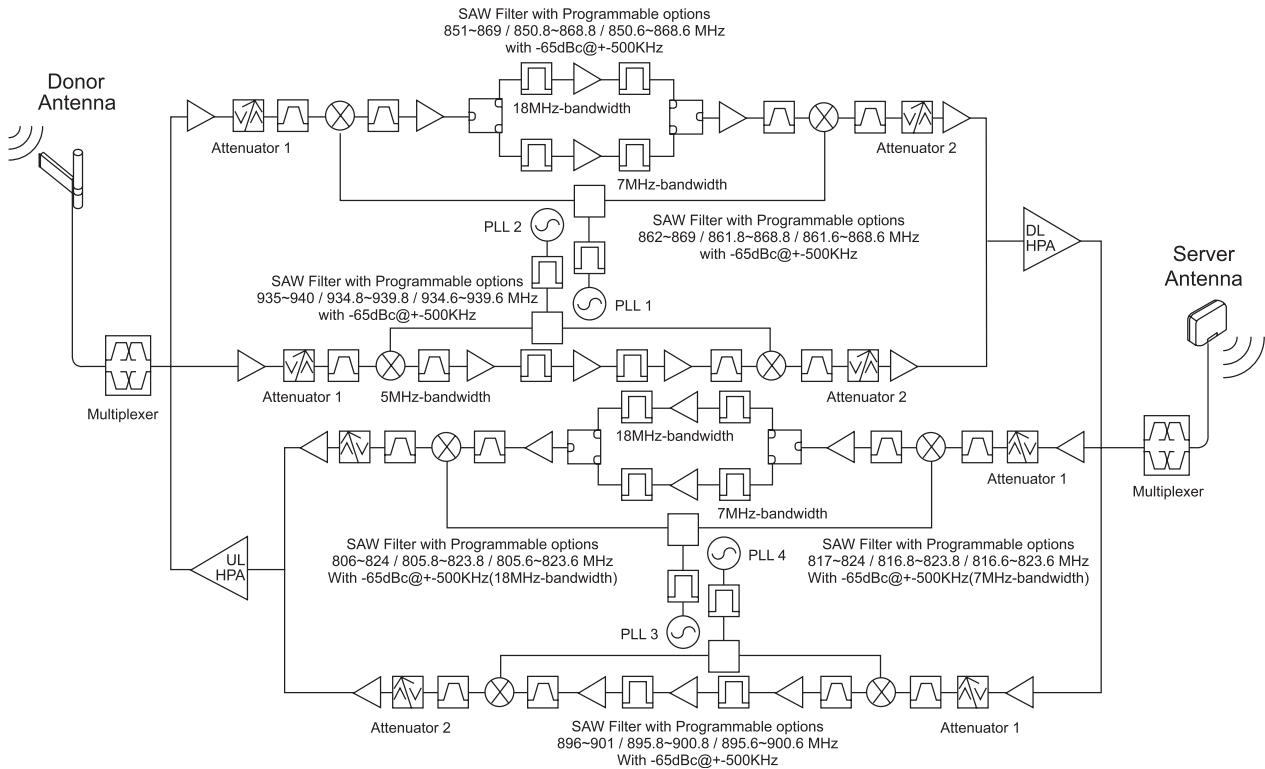 SAW Filter with Programmable options
851~869 / 850.8~868.8 / 850.6~868.6 MHz
with -65dBc@+-500KHz
Donor
Antenna
18MHz-bandwidth
Attenuator 1
Attenuator 2
7MHz-bandwidth
PLL 2
SAW Filter with Programmable options
862~869 / 861.8~868.8 / 861.6~868.6 MHz
with -65dBc@+-500KHz
DL
HPA
Server
Antenna
SAW Filter with Programmable options
935~940 / 934.8~939.8 / 934.6~939.6 MHz
with -65dBc@+-500KHz
PLL 1
Multiplexer
Attenuator 1
5MHz-bandwidth
Attenuator 2
18MHz-bandwidth
Attenuator 1
Multiplexer
7MHz-bandwidth
SAW Filter with Programmable options
806~824 / 805.8~823.8 / 805.6~823.6 MHz
With -65dBc@+-500KHz(18MHz-bandwidth)
PLL 4
SAW Filter with Programmable options
817~824 / 816.8~823.8 / 816.6~823.6 MHz
With -65dBc@+-500KHz(7MHz-bandwidth)
UL
HPA
PLL 3
Attenuator 2
SAW Filter with Programmable options
896~901 / 895.8~900.8 / 895.6~900.6 MHz
With -65dBc@+-500KHz
Attenuator 1